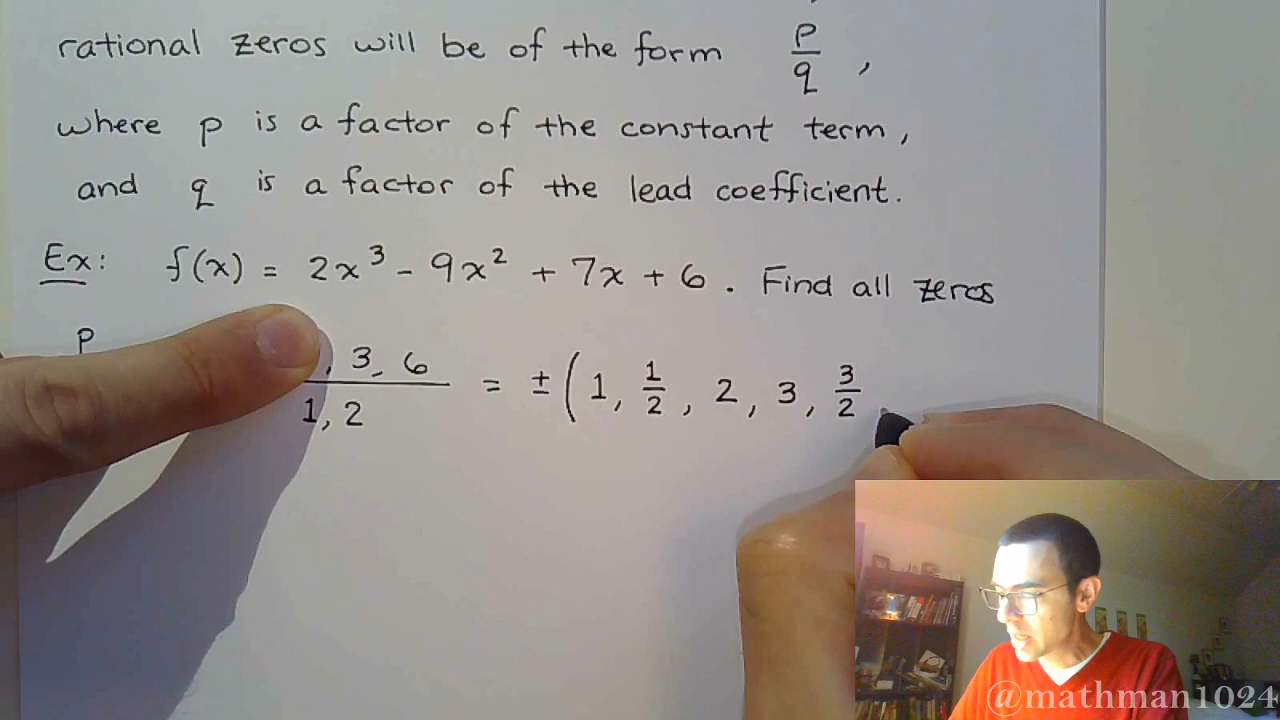 rational zeros will be of the form p/q ,
where p is a factor of the constant term,
and q is a factor of the lead coefficient.
Ex: f(x) = 2x³ - 9x² + 7x + 6 . Find all zeros
P , 3, 6 / 1, 2 = ± ( 1, 1/2 , 2 , 3 , 3/2
@mathman1024